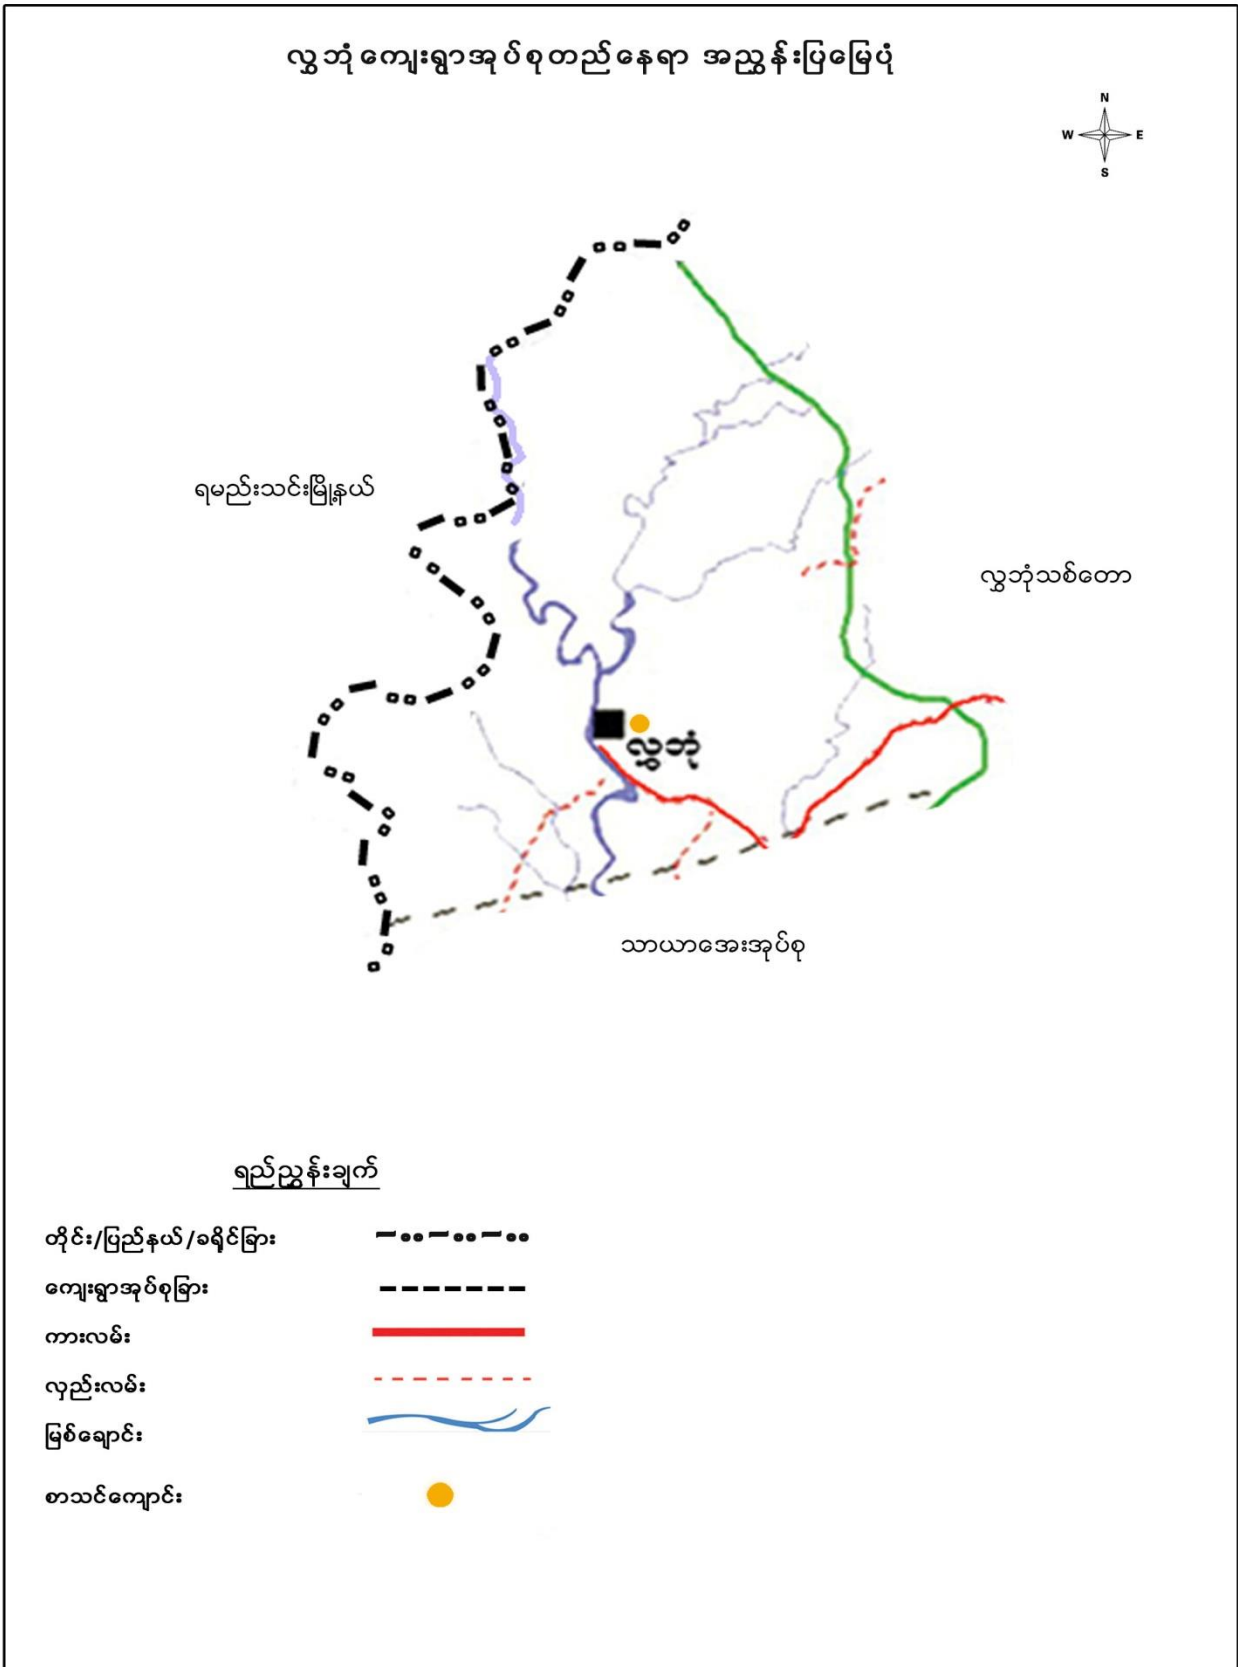 လွှဘုံကျေးရွာအုပ်စုတည်နေရာ အညွှန်းပြမြေပုံ
N
W E
S
ရမည်းသင်းမြို့နယ်
လွှဘုံသစ်တော
လွှဘုံ
သာယာအေးအုပ်စု
ရည်ညွှန်းချက်
တိုင်း/ပြည်နယ်/ခရိုင်ခြား
ကျေးရွာအုပ်စုခြား
ကားလမ်း
လှည်းလမ်း
မြစ်ချောင်း
စာသင်ကျောင်း